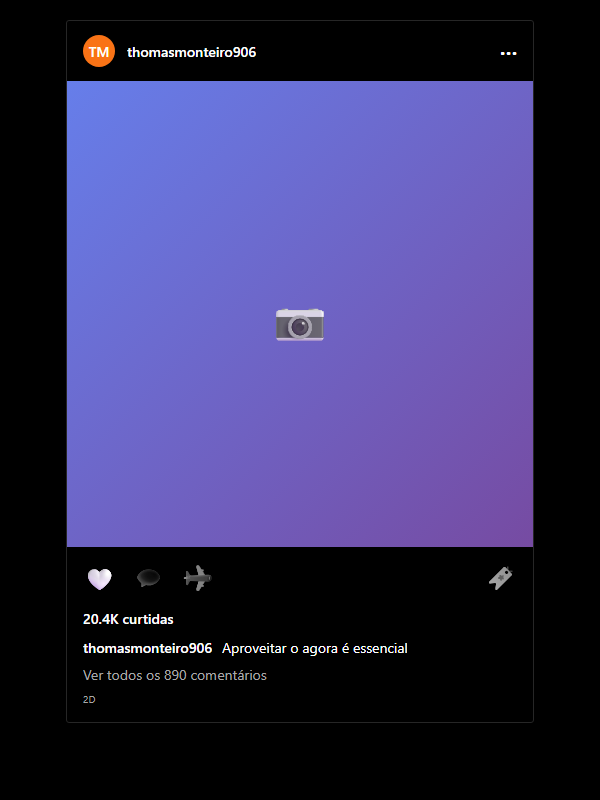 TM thomasmonteiro906
20.4K curtidas
thomasmonteiro906 Aproveitar o agora é essencial
Ver todos os 890 comentários
2D